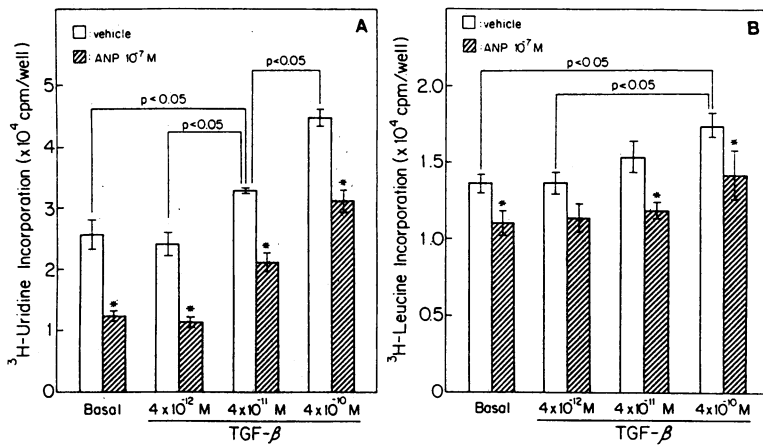 A
:vehicle
:ANP 10⁻⁷ M
p<0.05
p<0.05
p<0.05
³H-Uridine Incorporation (x10⁴ cpm/well)
5
4
3
2
1
0
Basal
4x10⁻¹² M
4x10⁻¹¹ M
4x10⁻¹⁰ M
TGF-β
B
:vehicle
:ANP 10⁻⁷ M
p<0.05
p<0.05
³H-Leucine Incorporation (x10⁴ cpm/well)
2.0
1.5
1.0
0.5
0
Basal
4x10⁻¹² M
4x10⁻¹¹ M
4x10⁻¹⁰ M
TGF-β